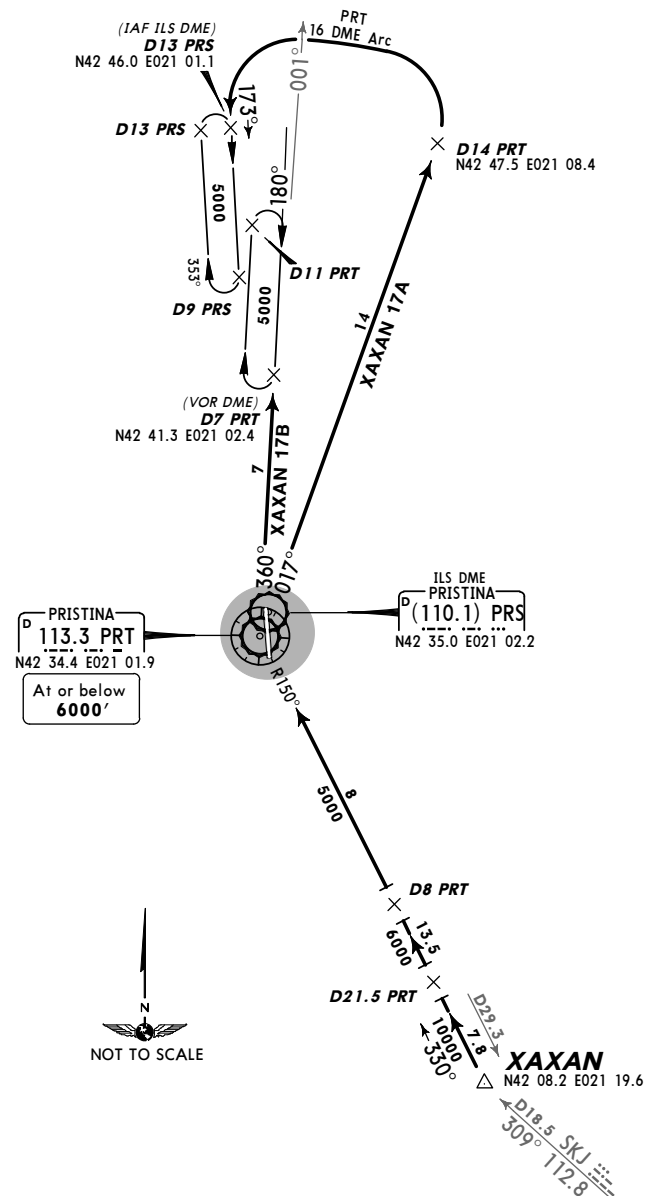 (IAF ILS DME)
D13 PRS
N42 46.0 E021 01.1
PRT
16 DME Arc
001°
173°
D13 PRS
D14 PRT
N42 47.5 E021 08.4
5000
180°
353°
D11 PRT
D9 PRS
5000
14
XAXAN 17A
(VOR DME)
D7 PRT
N42 41.3 E021 02.4
7
XAXAN 17B
360°
017°
ILS DME
PRISTINA
D (110.1) PRS
N42 35.0 E021 02.2
PRISTINA
D 113.3 PRT
N42 34.4 E021 01.9
At or below
6000'
R150°
8
5000
D8 PRT
13.5
6000
D21.5 PRT
D29.3
7.8
10000
330°
XAXAN
N42 08.2 E021 19.6
D18.5 SKJ
309° 112.8
N
NOT TO SCALE